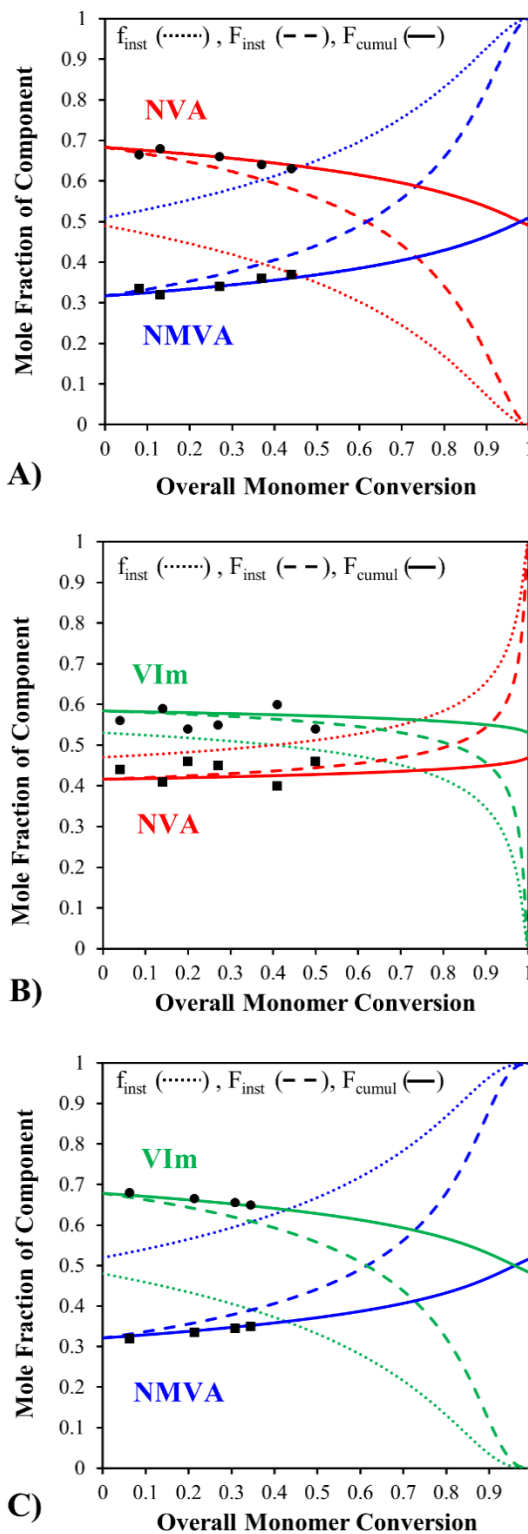 1
0.9
0.8
0.7
0.6
0.5
0.4
0.3
0.2
0.1
0
f_inst (········) , F_inst (— —), F_cumul (——)
NVA
NMVA
Mole Fraction of Component
0 0.1 0.2 0.3 0.4 0.5 0.6 0.7 0.8 0.9 1
Overall Monomer Conversion
A)
1
0.9
0.8
0.7
0.6
0.5
0.4
0.3
0.2
0.1
0
f_inst (········) , F_inst (— —), F_cumul (——)
VIm
NVA
Mole Fraction of Component
0 0.1 0.2 0.3 0.4 0.5 0.6 0.7 0.8 0.9 1
Overall Monomer Conversion
B)
1
0.9
0.8
0.7
0.6
0.5
0.4
0.3
0.2
0.1
0
f_inst (········) , F_inst (— —), F_cumul (——)
VIm
NMVA
Mole Fraction of Component
0 0.1 0.2 0.3 0.4 0.5 0.6 0.7 0.8 0.9
Overall Monomer Conversion
C)